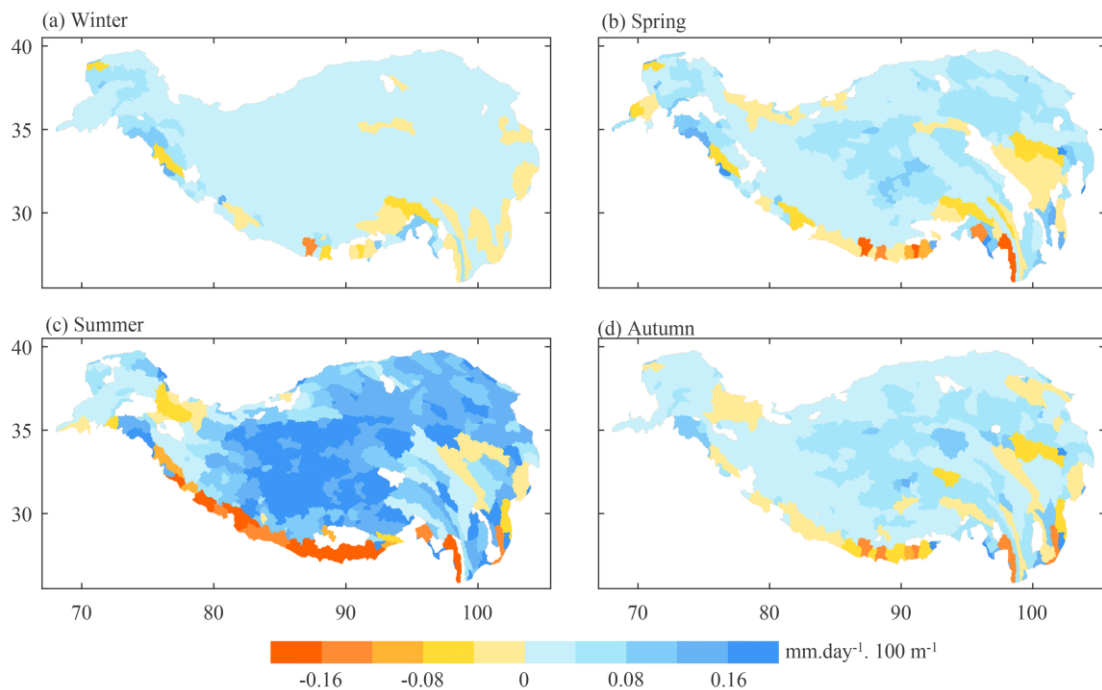 (a) Winter
(b) Spring
40
35
30
(c) Summer
(d) Autumn
40
35
30
70 80 90 100 70 80 90 100
mm.day⁻¹. 100 m⁻¹
-0.16 -0.08 0 0.08 0.16